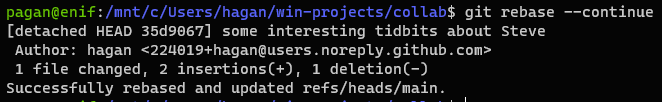 pagan@enif:/mnt/c/Users/hagan/win-projects/collab$ git rebase --continue
[detached HEAD 35d9067] some interesting tidbits about Steve
 Author: hagan <224019+hagan@users.noreply.github.com>
 1 file changed, 2 insertions(+), 1 deletion(-)
Successfully rebased and updated refs/heads/main.